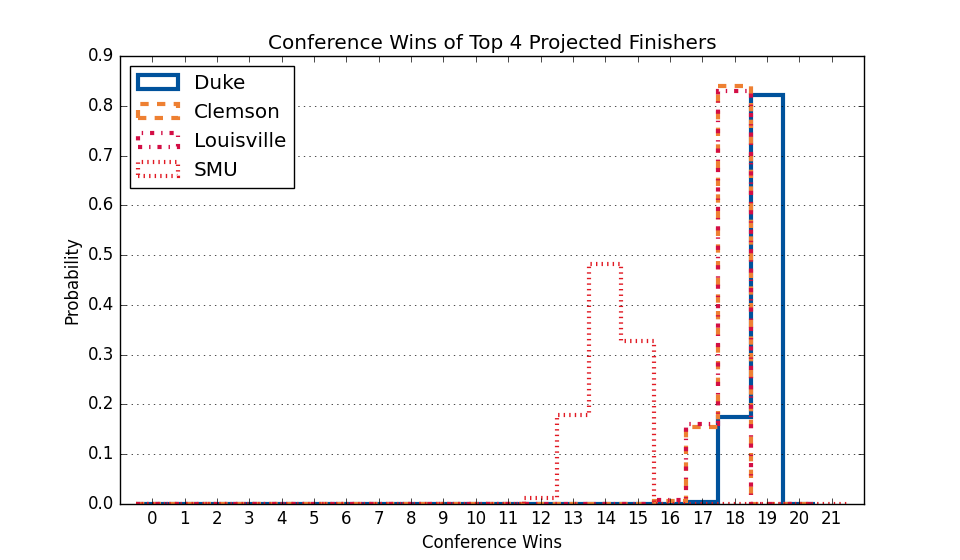 Conference Wins of Top 4 Projected Finishers
0.9
0.8
0.7
0.6
0.5
0.4
0.3
0.2
0.1
0.0
Probability
Duke
Clemson
Louisville
SMU
0 1 2 3 4 5 6 7 8 9 10 11 12 13 14 15 16 17 18 19 20 21
Conference Wins